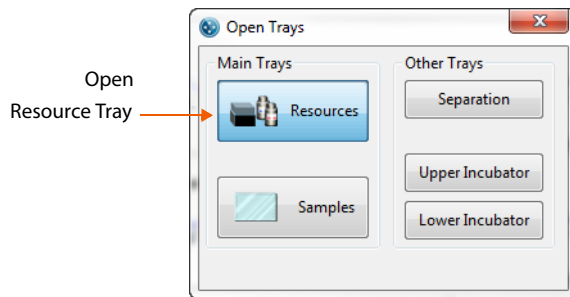 Open Trays
Main Trays
Other Trays
Open
Resource Tray
Resources
Separation
Samples
Upper Incubator
Lower Incubator